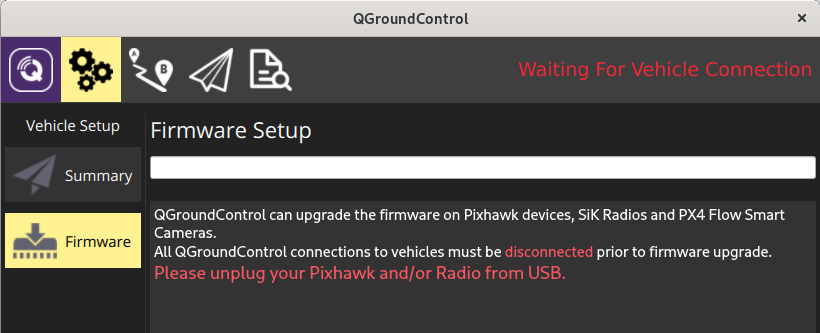 QGroundControl
Waiting For Vehicle Connection
Vehicle Setup
Firmware Setup
Summary
Firmware
QGroundControl can upgrade the firmware on Pixhawk devices, SiK Radios and PX4 Flow Smart
Cameras.
All QGroundControl connections to vehicles must be disconnected prior to firmware upgrade.
Please unplug your Pixhawk and/or Radio from USB.